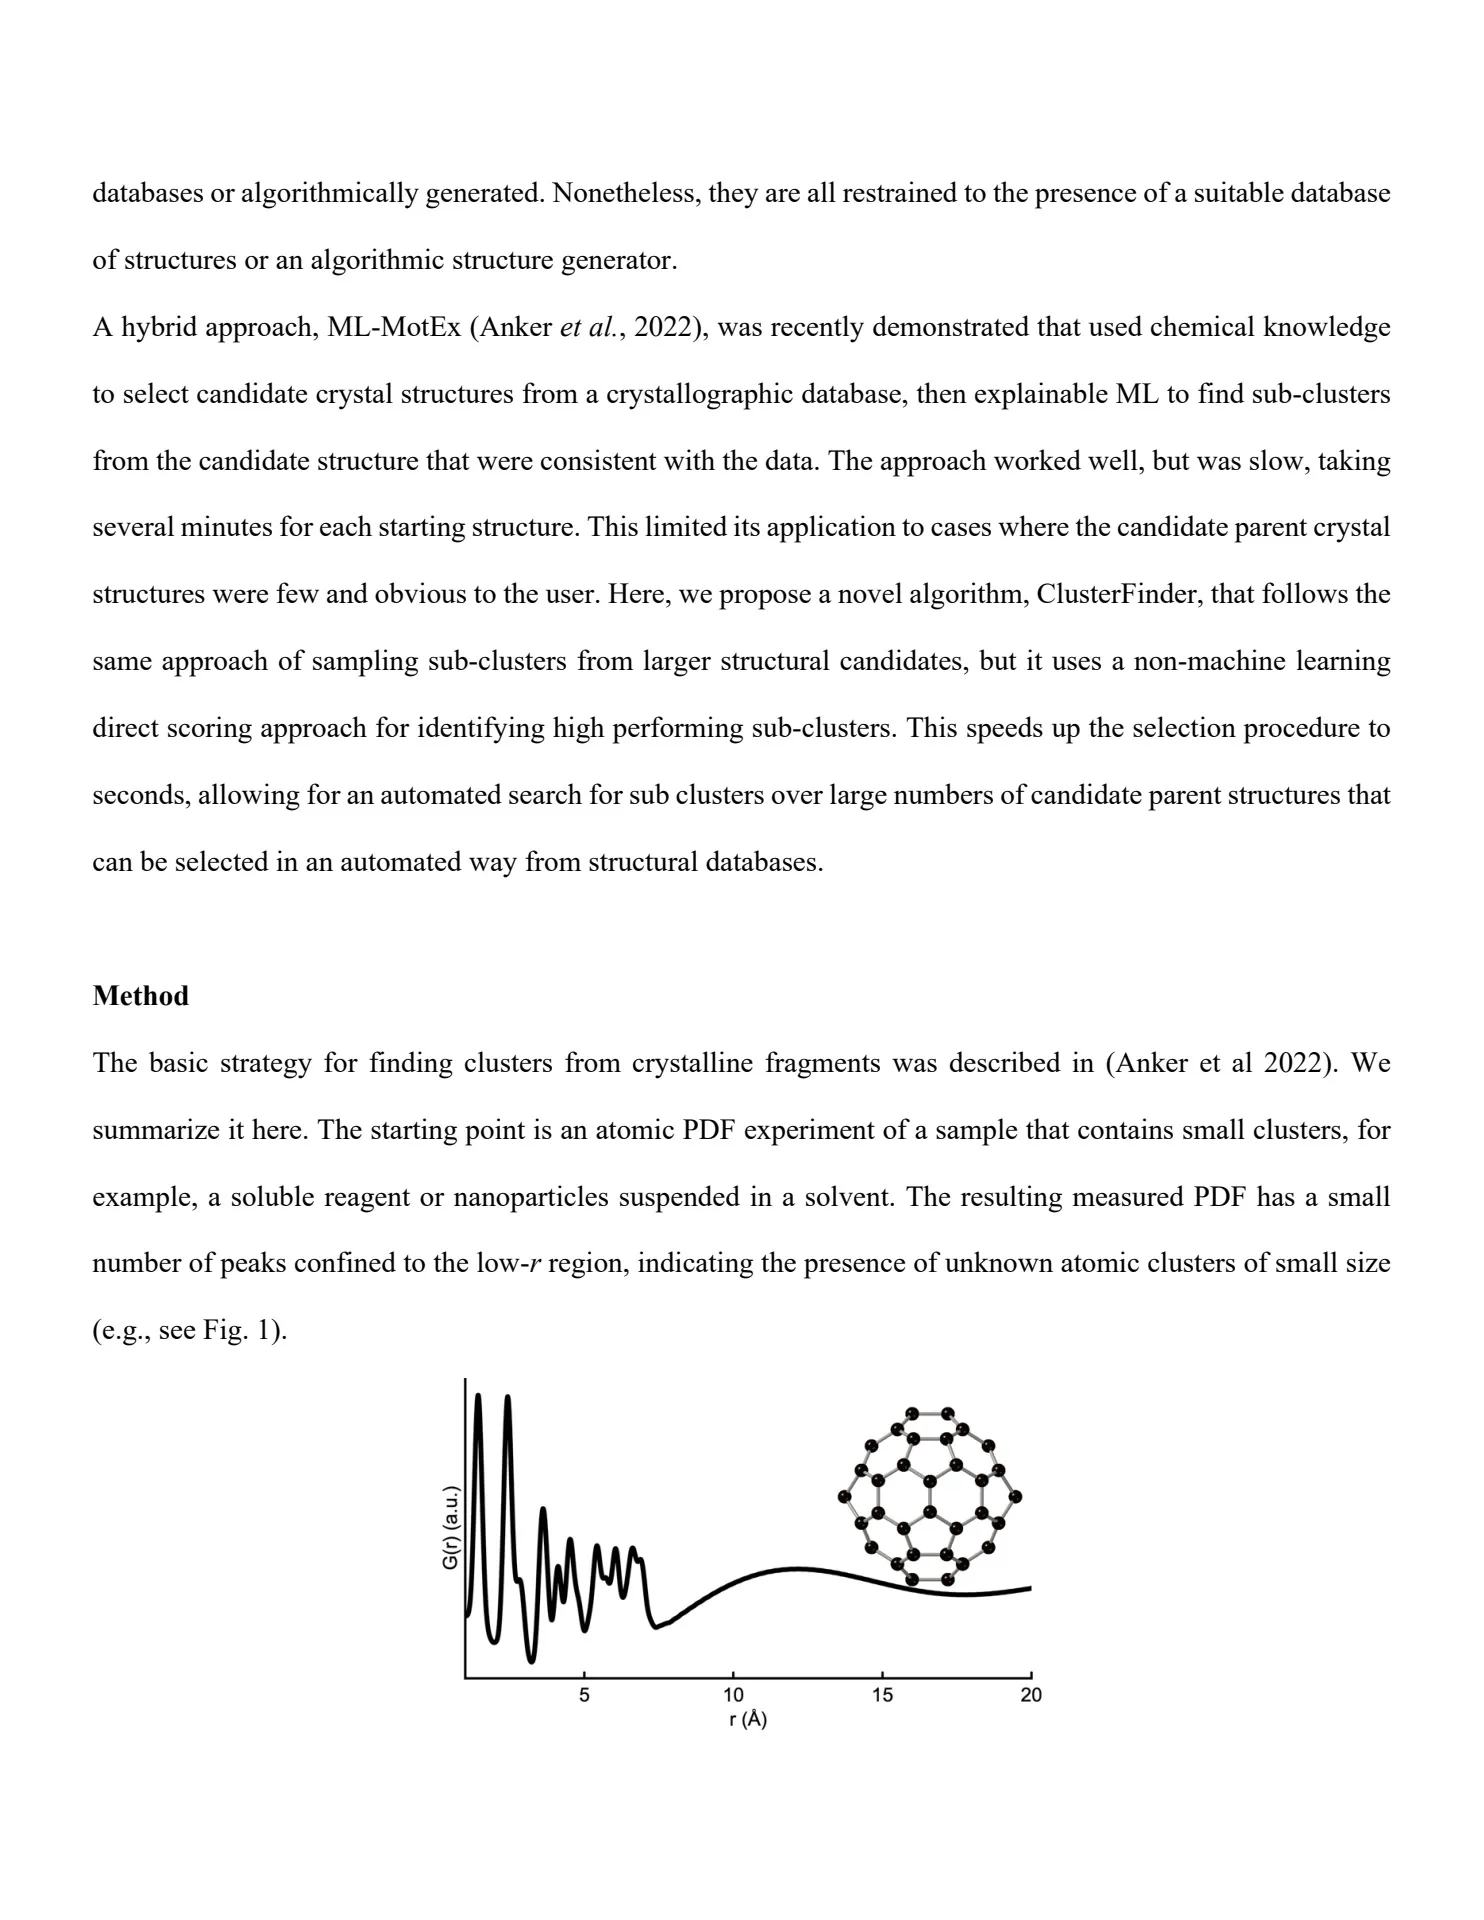 databases or algorithmically generated. Nonetheless, they are all restrained to the presence of a suitable database
of structures or an algorithmic structure generator.
A hybrid approach, ML-MotEx (Anker et al., 2022), was recently demonstrated that used chemical knowledge
to select candidate crystal structures from a crystallographic database, then explainable ML to find sub-clusters
from the candidate structure that were consistent with the data. The approach worked well, but was slow, taking
several minutes for each starting structure. This limited its application to cases where the candidate parent crystal
structures were few and obvious to the user. Here, we propose a novel algorithm, ClusterFinder, that follows the
same approach of sampling sub-clusters from larger structural candidates, but it uses a non-machine learning
direct scoring approach for identifying high performing sub-clusters. This speeds up the selection procedure to
seconds, allowing for an automated search for sub clusters over large numbers of candidate parent structures that
can be selected in an automated way from structural databases.
Method
The basic strategy for finding clusters from crystalline fragments was described in (Anker et al 2022). We
summarize it here. The starting point is an atomic PDF experiment of a sample that contains small clusters, for
example, a soluble reagent or nanoparticles suspended in a solvent. The resulting measured PDF has a small
number of peaks confined to the low-r region, indicating the presence of unknown atomic clusters of small size
(e.g., see Fig. 1).
G(r) (a.u.)
5 10 15 20
r (Å)